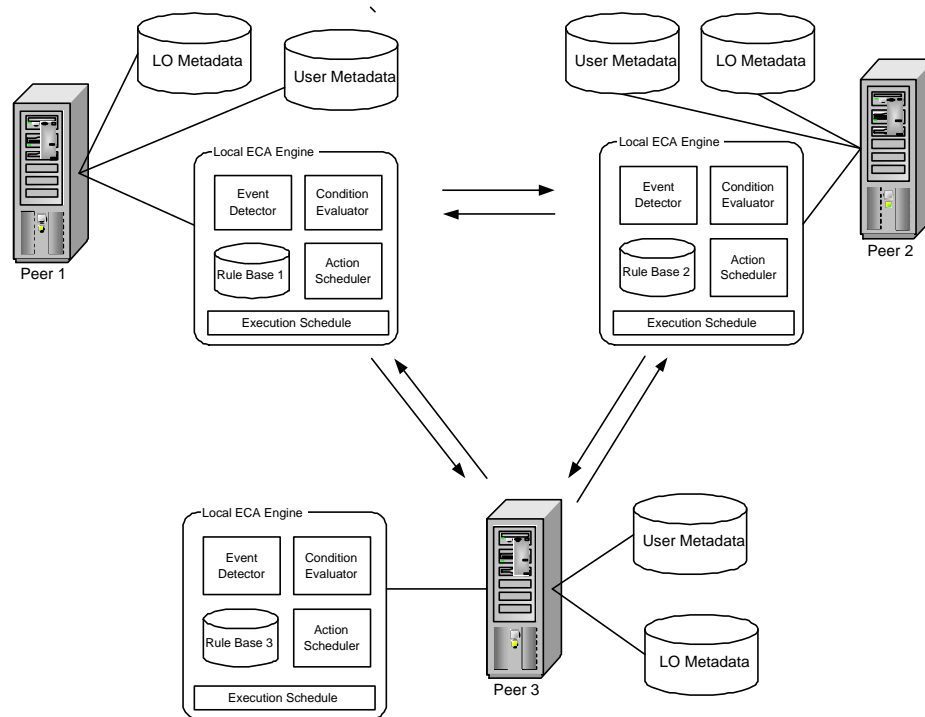 LO Metadata
User Metadata
Peer 1
Local ECA Engine
Event
Detector
Condition
Evaluator
Rule Base 1
Action
Scheduler
Execution Schedule
User Metadata
LO Metadata
Peer 2
Local ECA Engine
Event
Detector
Condition
Evaluator
Rule Base 2
Action
Scheduler
Execution Schedule
Local ECA Engine
Event
Detector
Condition
Evaluator
Rule Base 3
Action
Scheduler
Execution Schedule
Peer 3
User Metadata
LO Metadata